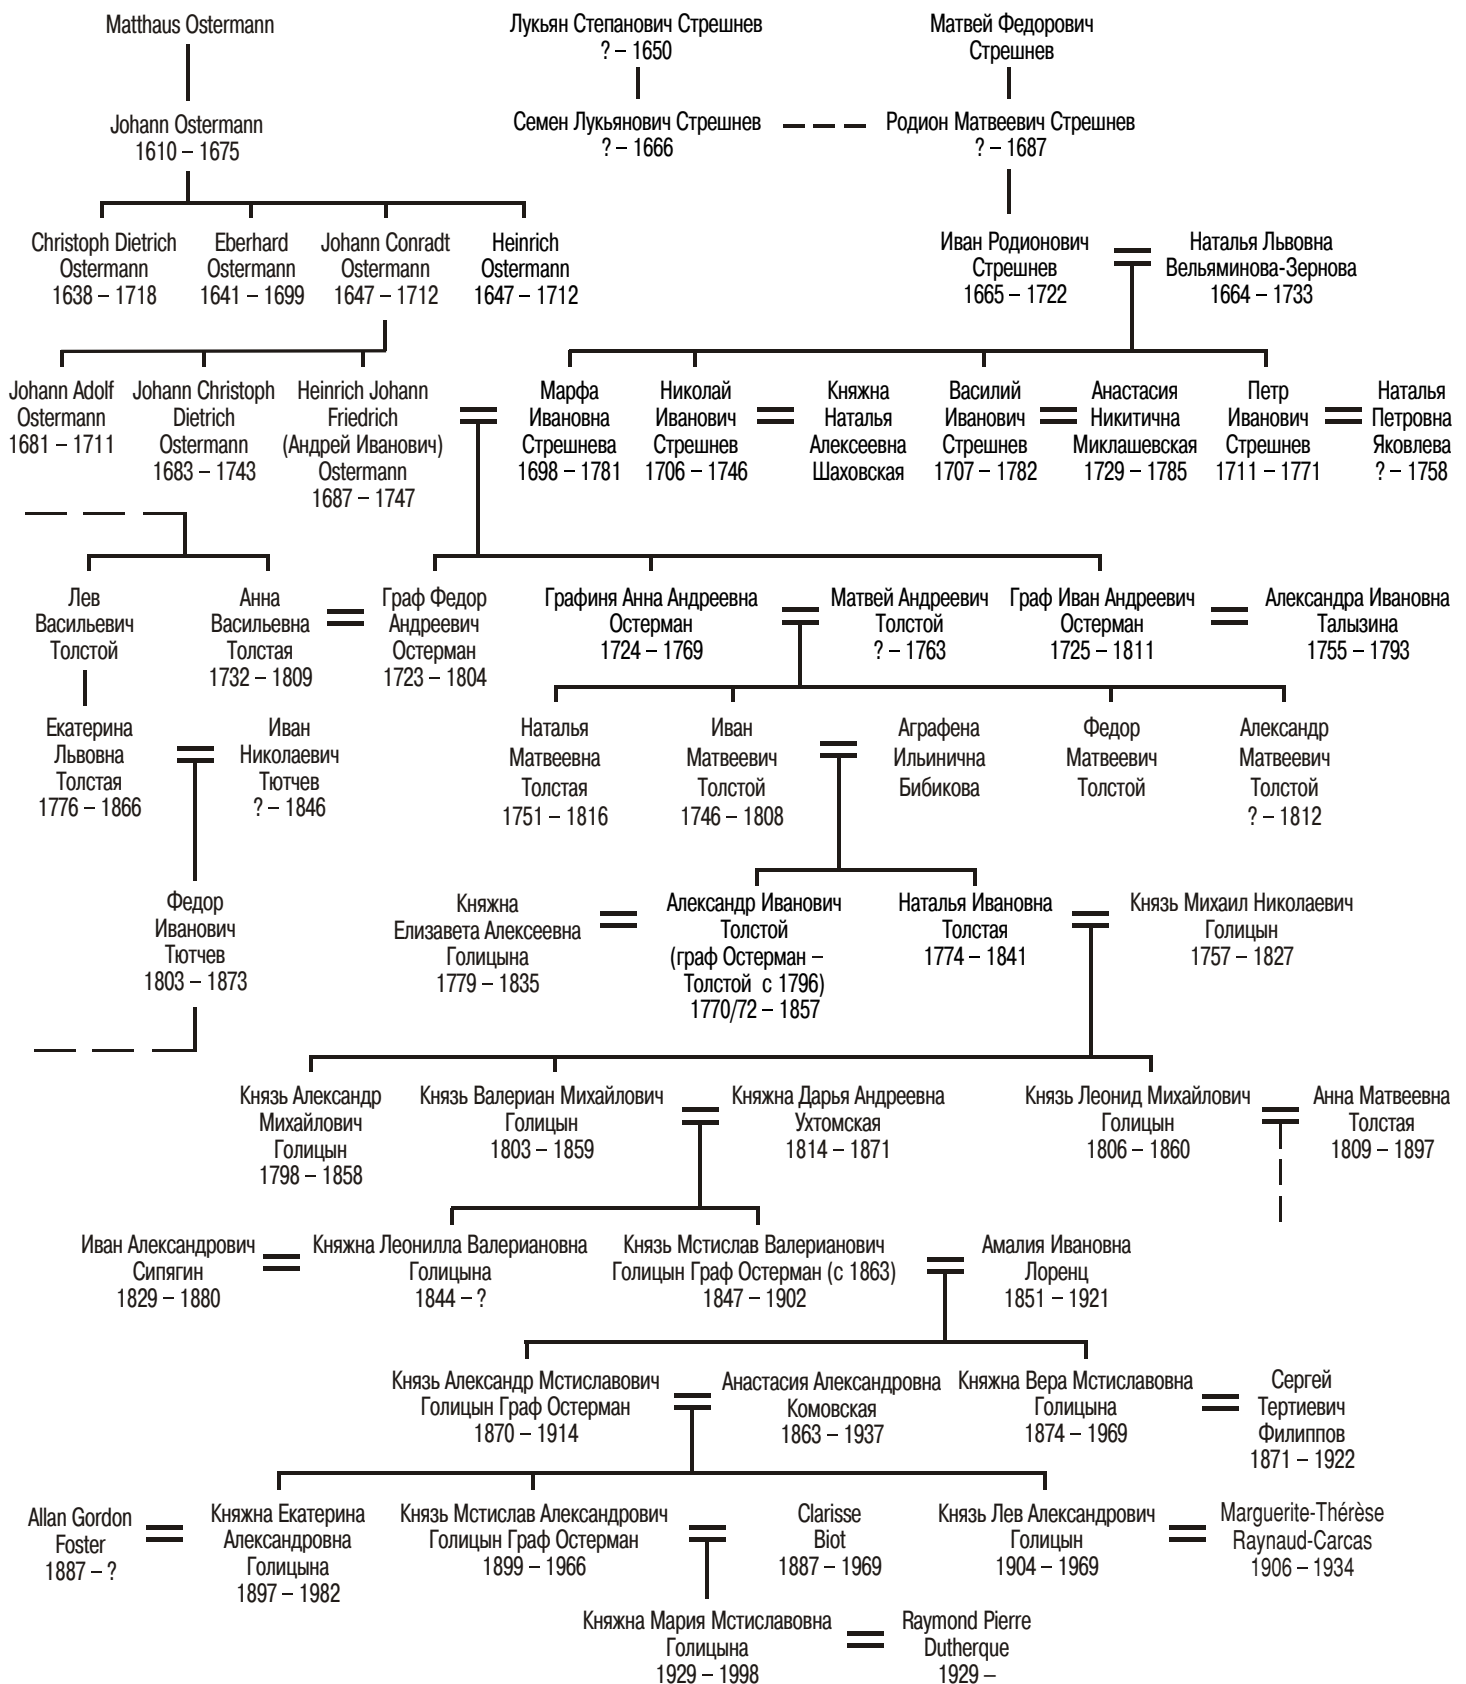 Matthaus Ostermann
Лукьян Степанович Стрешнев
? – 1650
Матвей Федорович
Стрешнев
Johann Ostermann
1610 – 1675
Семен Лукьянович Стрешнев
? – 1666
Родион Матвеевич Стрешнев
? – 1687
Christoph Dietrich
Ostermann
1638 – 1718
Eberhard
Ostermann
1641 – 1699
Johann Conradt
Ostermann
1647 – 1712
Heinrich
Ostermann
1647 – 1712
Иван Родионович
Стрешнев
1665 – 1722
Наталья Львовна
Вельяминова-Зернова
1664 – 1733
Johann Adolf
Ostermann
1681 – 1711
Johann Christoph
Dietrich
Ostermann
1683 – 1743
Heinrich Johann
Friedrich
(Андрей Иванович)
Ostermann
1687 – 1747
Марфа
Ивановна
Стрешнева
1698 – 1781
Николай
Иванович
Стрешнев
1706 – 1746
Княжна
Наталья
Алексеевна
Шаховская
Василий
Иванович
Стрешнев
1707 – 1782
Анастасия
Никитична
Миклашевская
1729 – 1785
Петр
Иванович
Стрешнев
1711 – 1771
Наталья
Петровна
Яковлева
? – 1758
Лев
Васильевич
Толстой
Анна
Васильевна
Толстая
1732 – 1809
Граф Федор
Андреевич
Остерман
1723 – 1804
Графиня Анна Андреевна
Остерман
1724 – 1769
Матвей Андреевич
Толстой
? – 1763
Граф Иван Андреевич
Остерман
1725 – 1811
Александра Ивановна
Талызина
1755 – 1793
Екатерина
Львовна
Толстая
1776 – 1866
Иван
Николаевич
Тютчев
? – 1846
Наталья
Матвеевна
Толстая
1751 – 1816
Иван
Матвеевич
Толстой
1746 – 1808
Аграфена
Ильинична
Бибикова
Федор
Матвеевич
Толстой
Александр
Матвеевич
Толстой
? – 1812
Федор
Иванович
Тютчев
1803 – 1873
Княжна
Елизавета Алексеевна
Голицына
1779 – 1835
Александр Иванович
Толстой
(граф Остерман –
Толстой с 1796)
1770/72 – 1857
Наталья Ивановна
Толстая
1774 – 1841
Князь Михаил Николаевич
Голицын
1757 – 1827
Князь Александр
Михайлович
Голицын
1798 – 1858
Князь Валериан Михайлович
Голицын
1803 – 1859
Княжна Дарья Андреевна
Ухтомская
1814 – 1871
Князь Леонид Михайлович
Голицын
1806 – 1860
Анна Матвеевна
Толстая
1809 – 1897
Иван Александрович
Сипягин
1829 – 1880
Княжна Леонилла Валериановна
Голицына
1844 – ?
Князь Мстислав Валерианович
Голицын Граф Остерман (с 1863)
1847 – 1902
Амалия Ивановна
Лоренц
1851 – 1921
Князь Александр Мстиславович
Голицын Граф Остерман
1870 – 1914
Анастасия Александровна
Комовская
1863 – 1937
Княжна Вера Мстиславовна
Голицына
1874 – 1969
Сергей
Тертиевич
Филиппов
1871 – 1922
Allan Gordon
Foster
1887 – ?
Княжна Екатерина
Александровна
Голицына
1897 – 1982
Князь Мстислав Александрович
Голицын Граф Остерман
1899 – 1966
Clarisse
Biot
1887 – 1969
Князь Лев Александрович
Голицын
1904 – 1969
Marguerite-Thérèse
Raynaud-Carcas
1906 – 1934
Княжна Мария Мстиславовна
Голицына
1929 – 1998
Raymond Pierre
Dutherque
1929 –